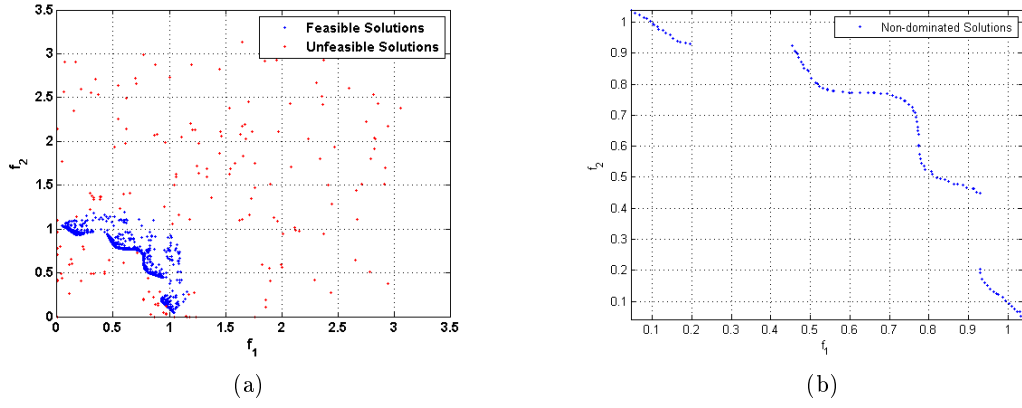 Feasible Solutions
Unfeasible Solutions
3.5
3
2.5
2
1.5
1
0.5
0
f2
0 0.5 1 1.5 2 2.5 3 3.5
f1
(a)
Non-dominated Solutions
1
0.9
0.8
0.7
0.6
0.5
0.4
0.3
0.2
0.1
f2
0.1 0.2 0.3 0.4 0.5 0.6 0.7 0.8 0.9 1
f1
(b)